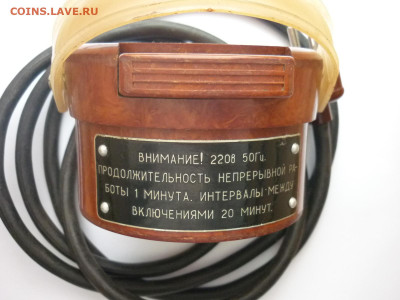 COINS.LAVE.RU
ВНИМАНИЕ! 220В 50Гц.
ПРОДОЛЖИТЕЛЬНОСТЬ НЕПРЕРЫВНОЙ РА-
БОТЫ 1 МИНУТА. ИНТЕРВАЛЫ МЕЖДУ
ВКЛЮЧЕНИЯМИ 20 МИНУТ.